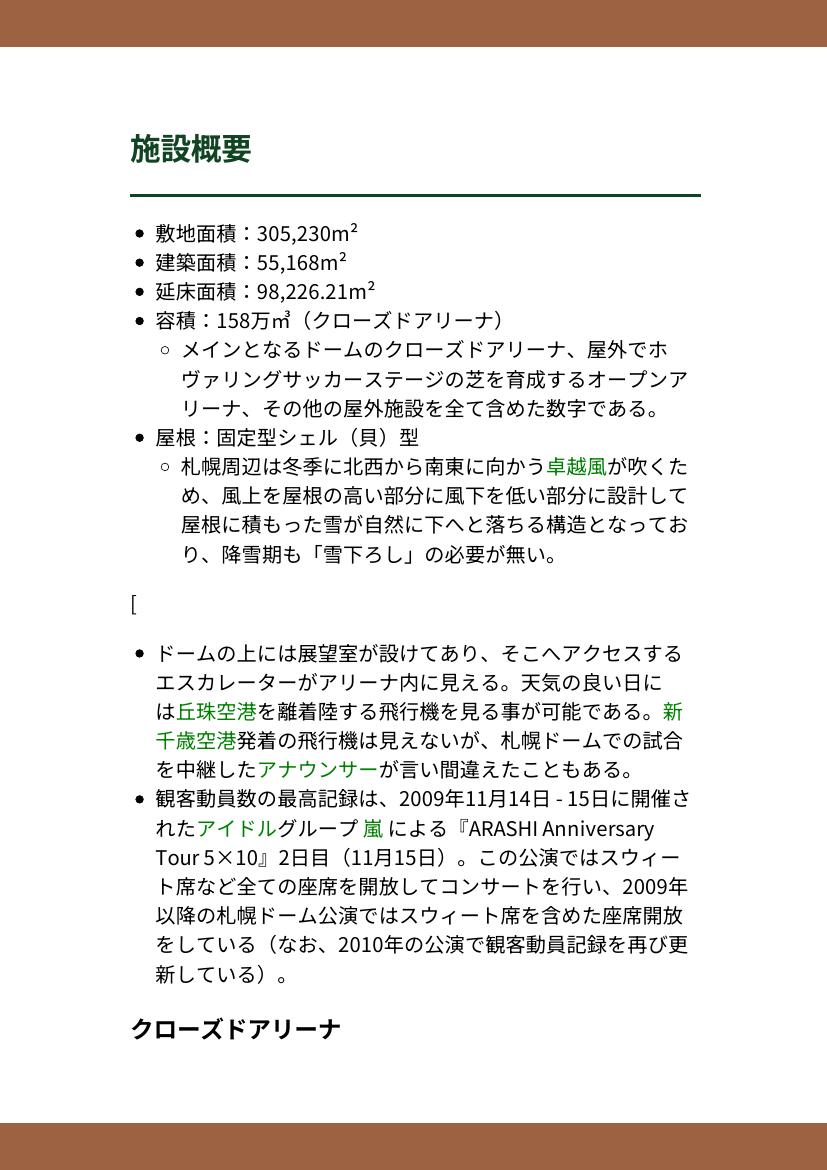 施設概要
• 敷地面積：305,230m²
• 建築面積：55,168m²
• 延床面積：98,226.21m²
• 容積：158万㎥（クローズドアリーナ）
○ メインとなるドームのクローズドアリーナ、屋外でホ
ヴァリングサッカーステージの芝を育成するオープンア
リーナ、その他の屋外施設を全て含めた数字である。
• 屋根：固定型シェル（貝）型
○ 札幌周辺は冬季に北西から南東に向かう卓越風が吹くた
め、風上を屋根の高い部分に風下を低い部分に設計して
屋根に積もった雪が自然に下へと落ちる構造となってお
り、降雪期も「雪下ろし」の必要が無い。
[
• ドームの上には展望室が設けてあり、そこへアクセスする
エスカレーターがアリーナ内に見える。天気の良い日に
は丘珠空港を離着陸する飛行機を見る事が可能である。新
千歳空港発着の飛行機は見えないが、札幌ドームでの試合
を中継したアナウンサーが言い間違えたこともある。
• 観客動員数の最高記録は、2009年11月14日 - 15日に開催さ
れたアイドルグループ 嵐 による『ARASHI Anniversary
Tour 5×10』2日目（11月15日）。この公演ではスウィー
ト席など全ての座席を開放してコンサートを行い、2009年
以降の札幌ドーム公演ではスウィート席を含めた座席開放
をしている（なお、2010年の公演で観客動員記録を再び更
新している）。
クローズドアリーナ